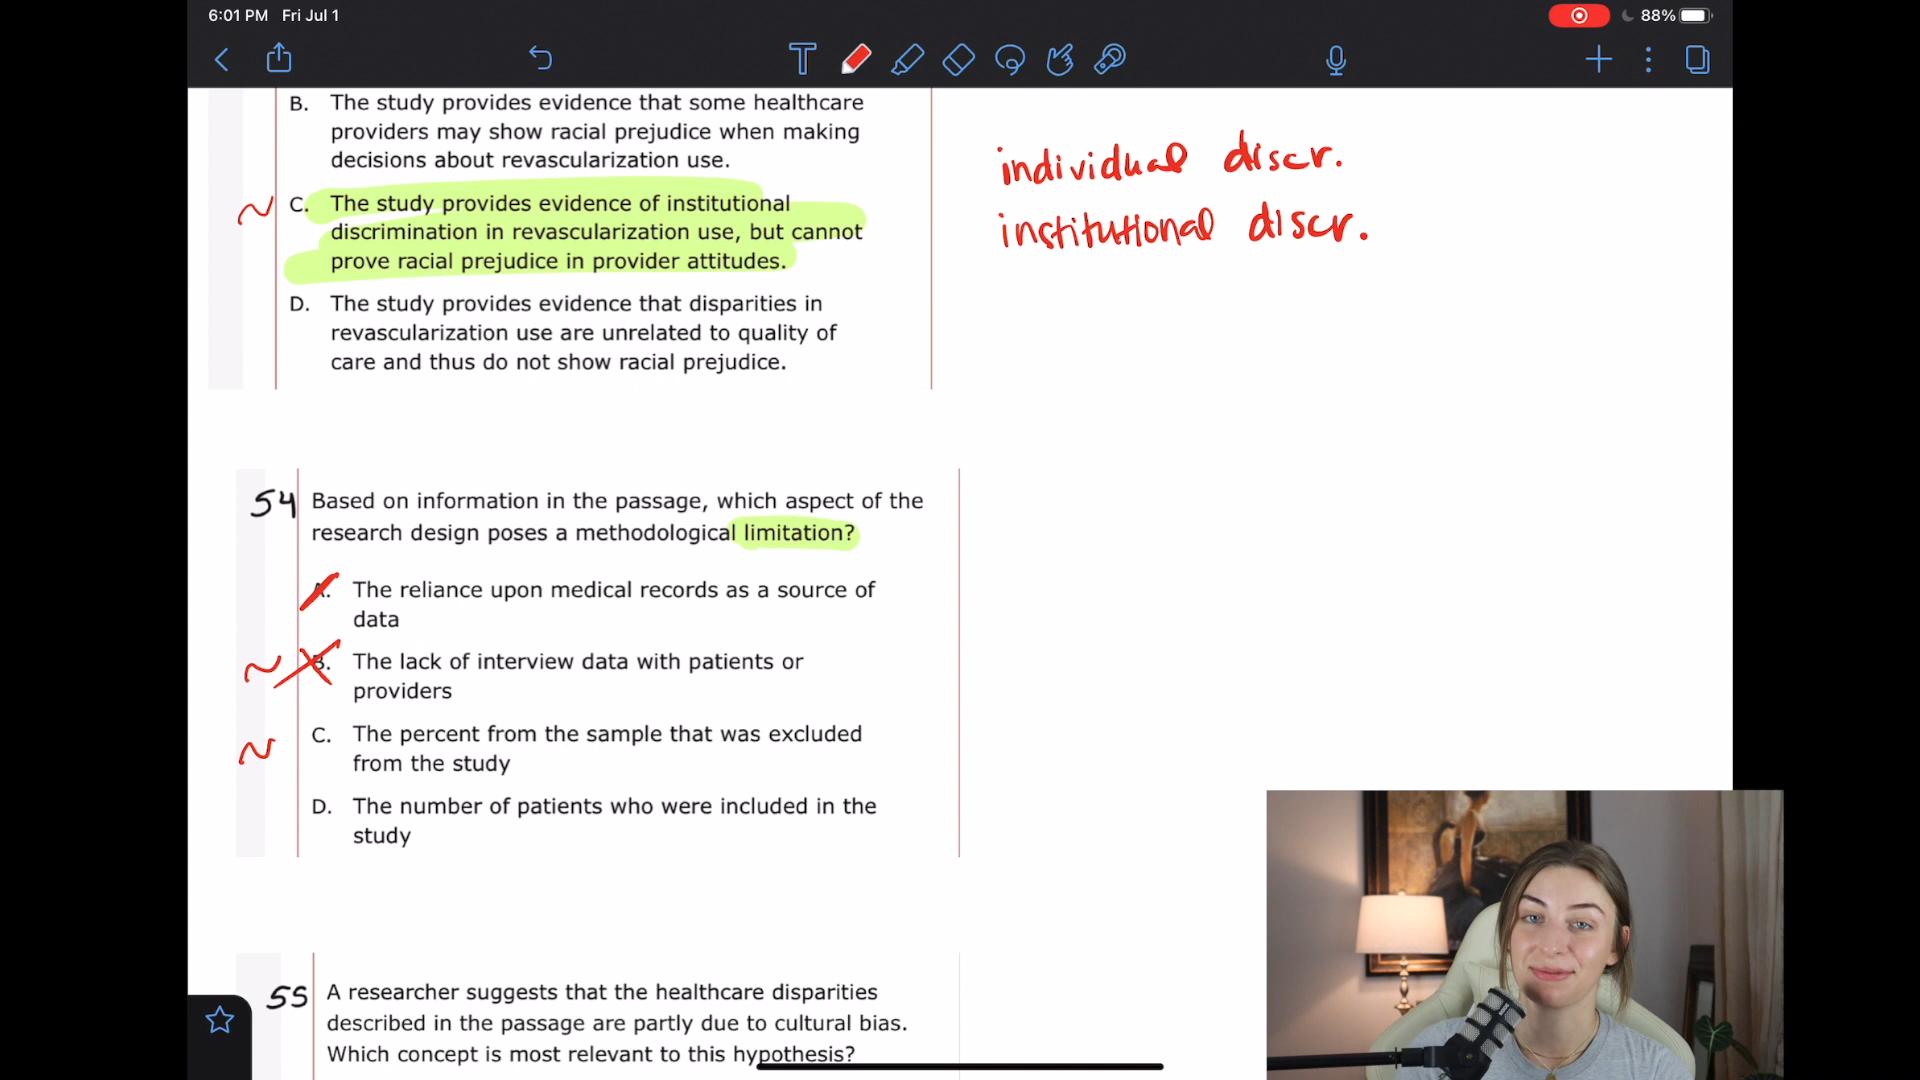 6:01 PM Fri Jul 1
88%
B. The study provides evidence that some healthcare
providers may show racial prejudice when making
decisions about revascularization use.
C. The study provides evidence of institutional
discrimination in revascularization use, but cannot
prove racial prejudice in provider attitudes.
D. The study provides evidence that disparities in
revascularization use are unrelated to quality of
care and thus do not show racial prejudice.
individual discr.
institutional discr.
54 Based on information in the passage, which aspect of the
research design poses a methodological limitation?
A. The reliance upon medical records as a source of
data
B. The lack of interview data with patients or
providers
C. The percent from the sample that was excluded
from the study
D. The number of patients who were included in the
study
55 A researcher suggests that the healthcare disparities
described in the passage are partly due to cultural bias.
Which concept is most relevant to this hypothesis?